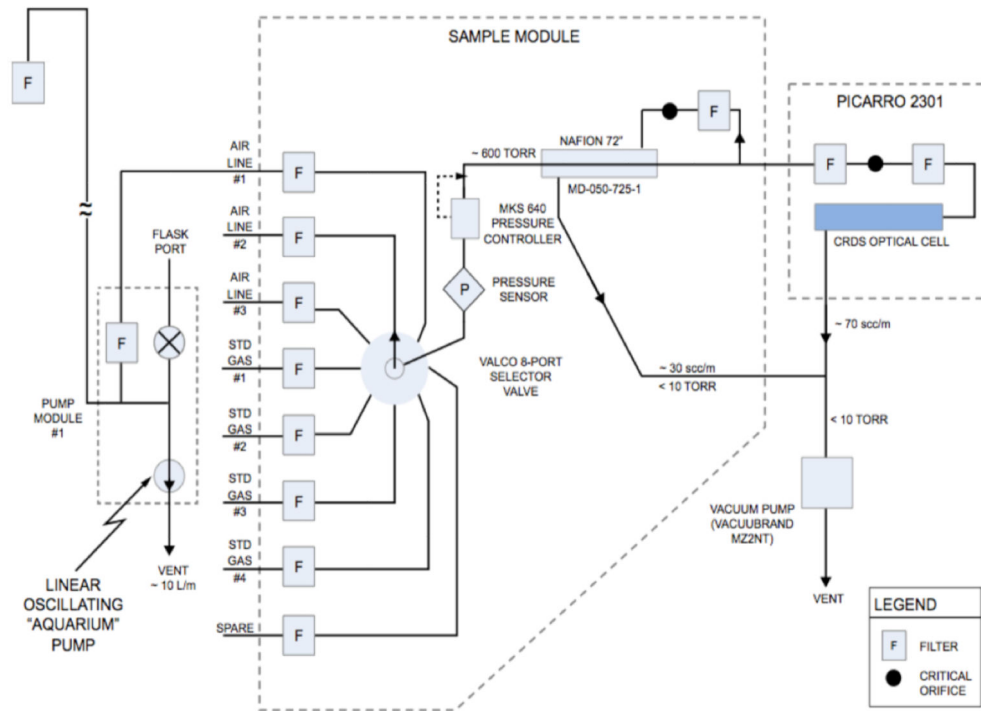 SAMPLE MODULE
F
PICARRO 2301
NAFION 72"
F
~ 600 TORR
MD-050-725-1
F
F
CRDS OPTICAL CELL
AIR
LINE
#1
F
MKS 640
PRESSURE
CONTROLLER
AIR
LINE
#2
F
FLASK
PORT
P
PRESSURE
SENSOR
AIR
LINE
#3
F
~ 70 scc/m
F
STD
GAS
#1
F
VALCO 8-PORT
SELECTOR
VALVE
~ 30 scc/m
< 10 TORR
PUMP
MODULE
#1
STD
GAS
#2
F
< 10 TORR
STD
GAS
#3
F
VACUUM PUMP
(VACUUBRAND
MZ2NT)
VENT
~ 10 L/m
STD
GAS
#4
F
LINEAR
OSCILLATING
"AQUARIUM"
PUMP
VENT
SPARE
F
LEGEND
F FILTER
CRITICAL
ORIFICE